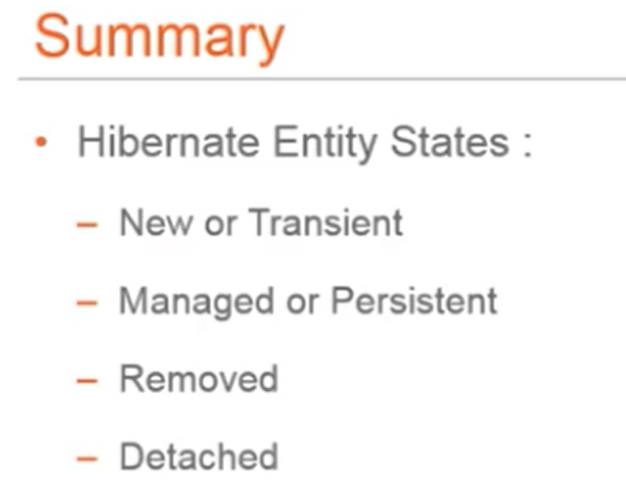 Summary
• Hibernate Entity States :
– New or Transient
– Managed or Persistent
– Removed
– Detached